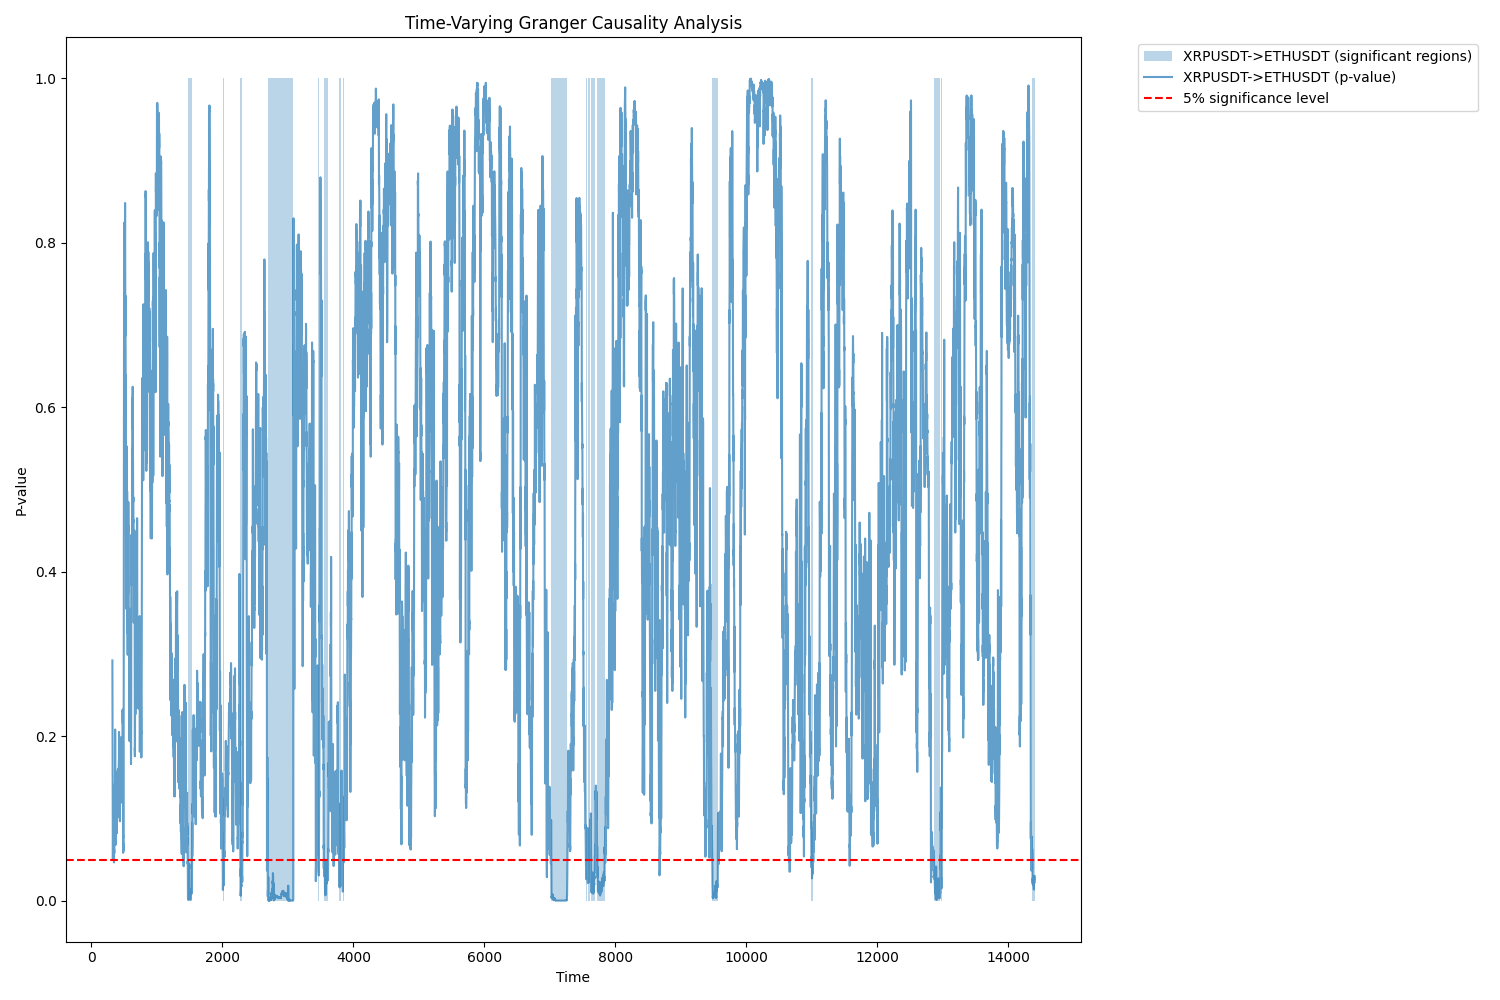 Time-Varying Granger Causality Analysis
XRPUSDT->ETHUSDT (significant regions)
XRPUSDT->ETHUSDT (p-value)
5% significance level
P-value
1.0
0.8
0.6
0.4
0.2
0.0
0 2000 4000 6000 8000 10000 12000 14000
Time